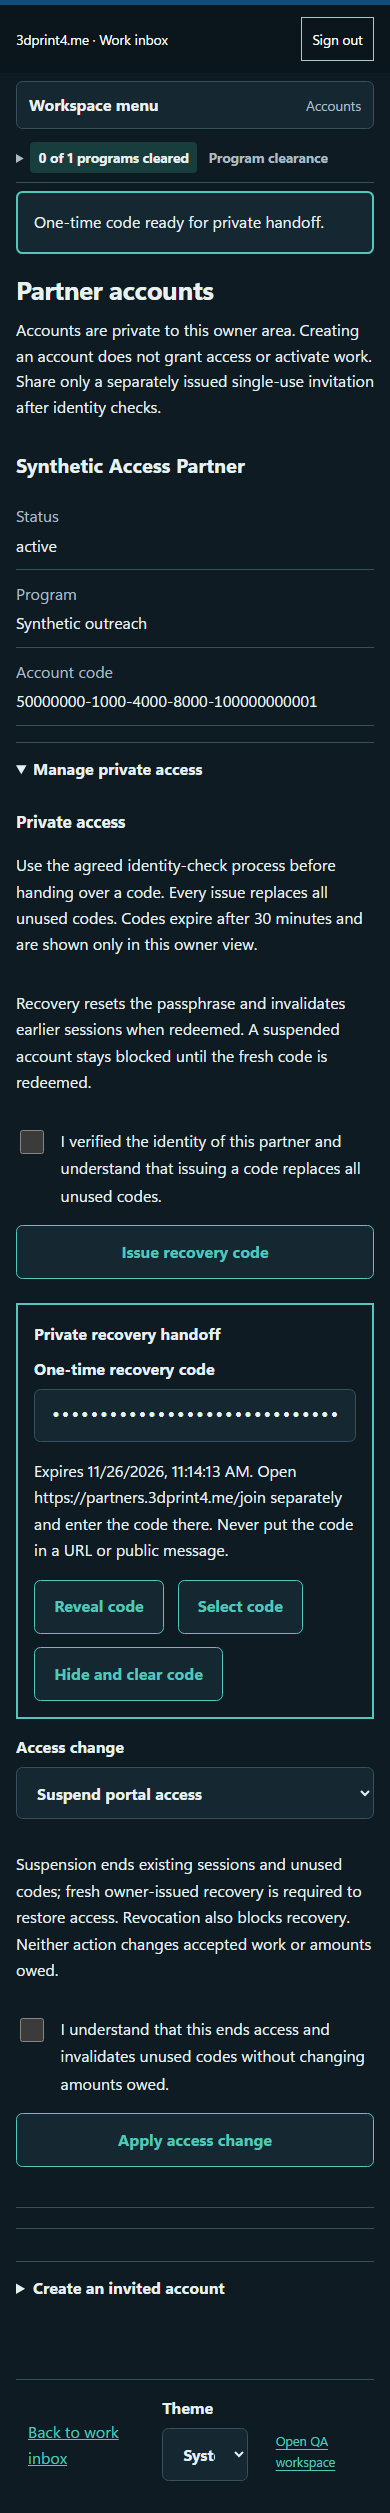 3dprint4.me · Work inbox
Sign out
Workspace menu
Accounts
0 of 1 programs cleared
Program clearance
One-time code ready for private handoff.
Partner accounts
Accounts are private to this owner area. Creating
an account does not grant access or activate work.
Share only a separately issued single-use invitation
after identity checks.
Synthetic Access Partner
Status
active
Program
Synthetic outreach
Account code
50000000-1000-4000-8000-100000000001
Manage private access
Private access
Use the agreed identity-check process before
handing over a code. Every issue replaces all
unused codes. Codes expire after 30 minutes and
are shown only in this owner view.
Recovery resets the passphrase and invalidates
earlier sessions when redeemed. A suspended
account stays blocked until the fresh code is
redeemed.
I verified the identity of this partner and
understand that issuing a code replaces all
unused codes.
Issue recovery code
Private recovery handoff
One-time recovery code
Expires 11/26/2026, 11:14:13 AM. Open
https://partners.3dprint4.me/join separately
and enter the code there. Never put the code
in a URL or public message.
Reveal code
Select code
Hide and clear code
Access change
Suspend portal access
Suspension ends existing sessions and unused
codes; fresh owner-issued recovery is required to
restore access. Revocation also blocks recovery.
Neither action changes accepted work or amounts
owed.
I understand that this ends access and
invalidates unused codes without changing
amounts owed.
Apply access change
Create an invited account
Back to work
inbox
Theme
Syst
Open QA
workspace